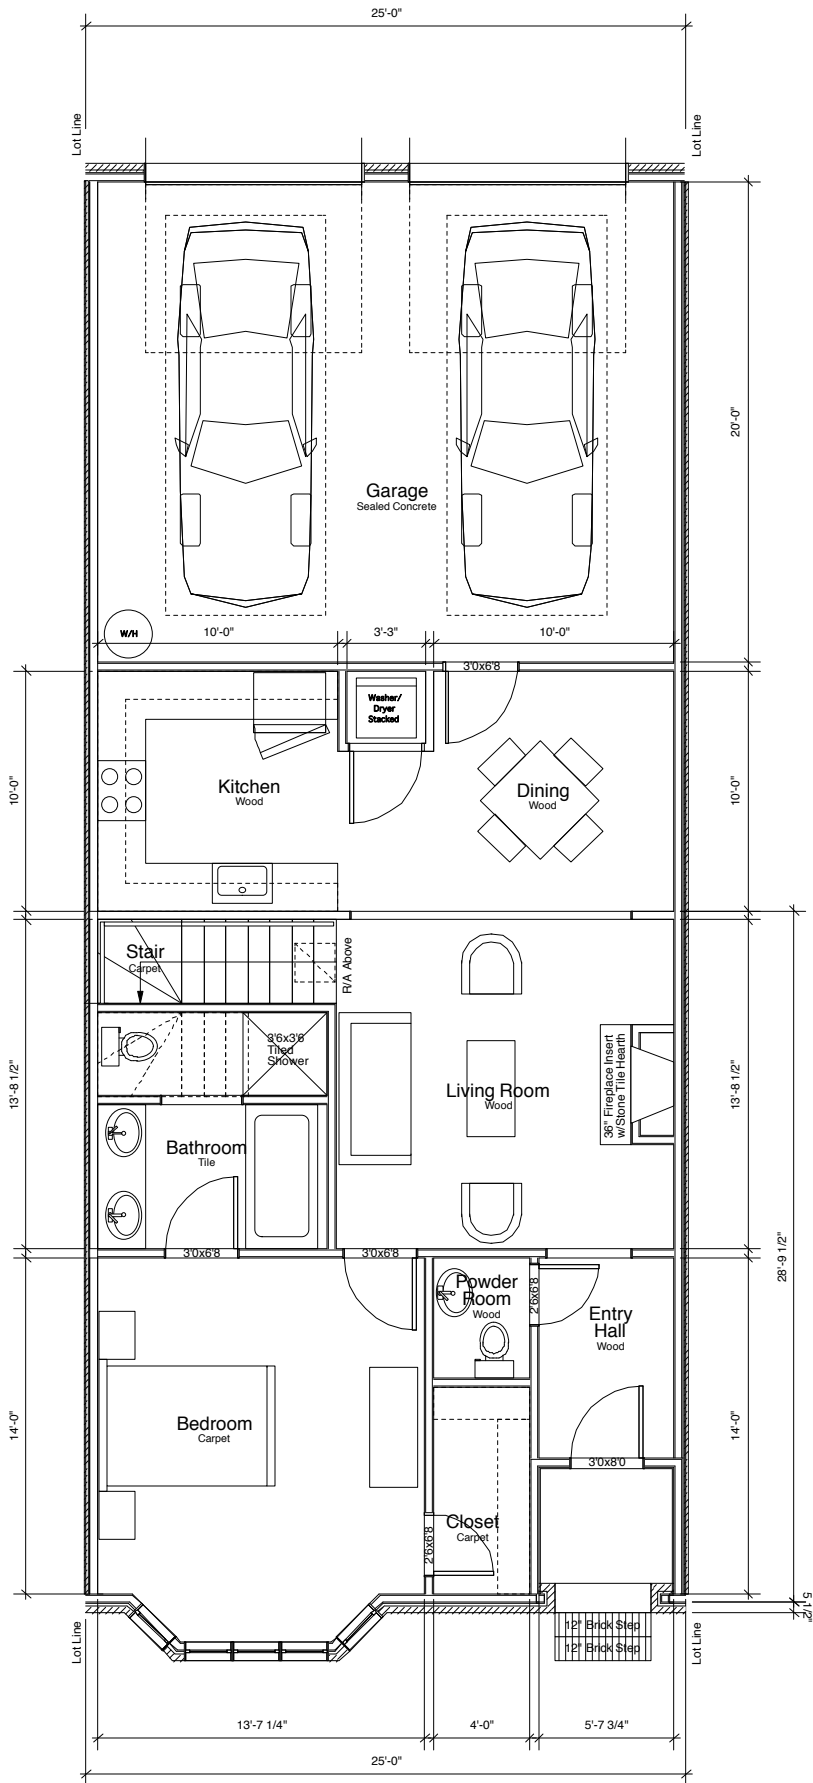 25'-0"
Lot Line
Lot Line
20'-0"
Garage
Sealed Concrete
W/H
10'-0"
3'-3"
10'-0"
3'0x6'8
Washer/
Dryer
Stacked
10'-0"
Kitchen
Wood
Dining
Wood
10'-0"
Stair
Carpet
R/A Above
3'6x3'6
Tiled
Shower
13'-8 1/2"
36" Fireplace Insert
w/Stone Tile Hearth
13'-8 1/2"
Living Room
Wood
Bathroom
Tile
3'0x6'8
3'0x6'8
28'-9 1/2"
Powder
Room
Wood
2'6x6'8
Entry
Hall
Wood
14'-0"
Bedroom
Carpet
14'-0"
3'0x8'0
Closet
Carpet
2'6x6'8
5 1/2"
Lot Line
12" Brick Step
12" Brick Step
Lot Line
13'-7 1/4"
4'-0"
5'-7 3/4"
25'-0"